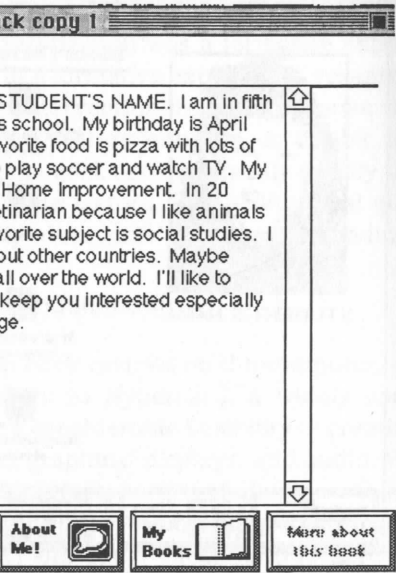 ck copy 1
STUDENT'S NAME. I am in fifth
s school. My birthday is April
vorite food is pizza with lots of
play soccer and watch TV. My
Home Improvement. In 20
etinarian because I like animals
vorite subject is social studies. I
out other countries. Maybe
all over the world. I'll like to
keep you interested especially
ge.
About Me!
My Books
More about this book